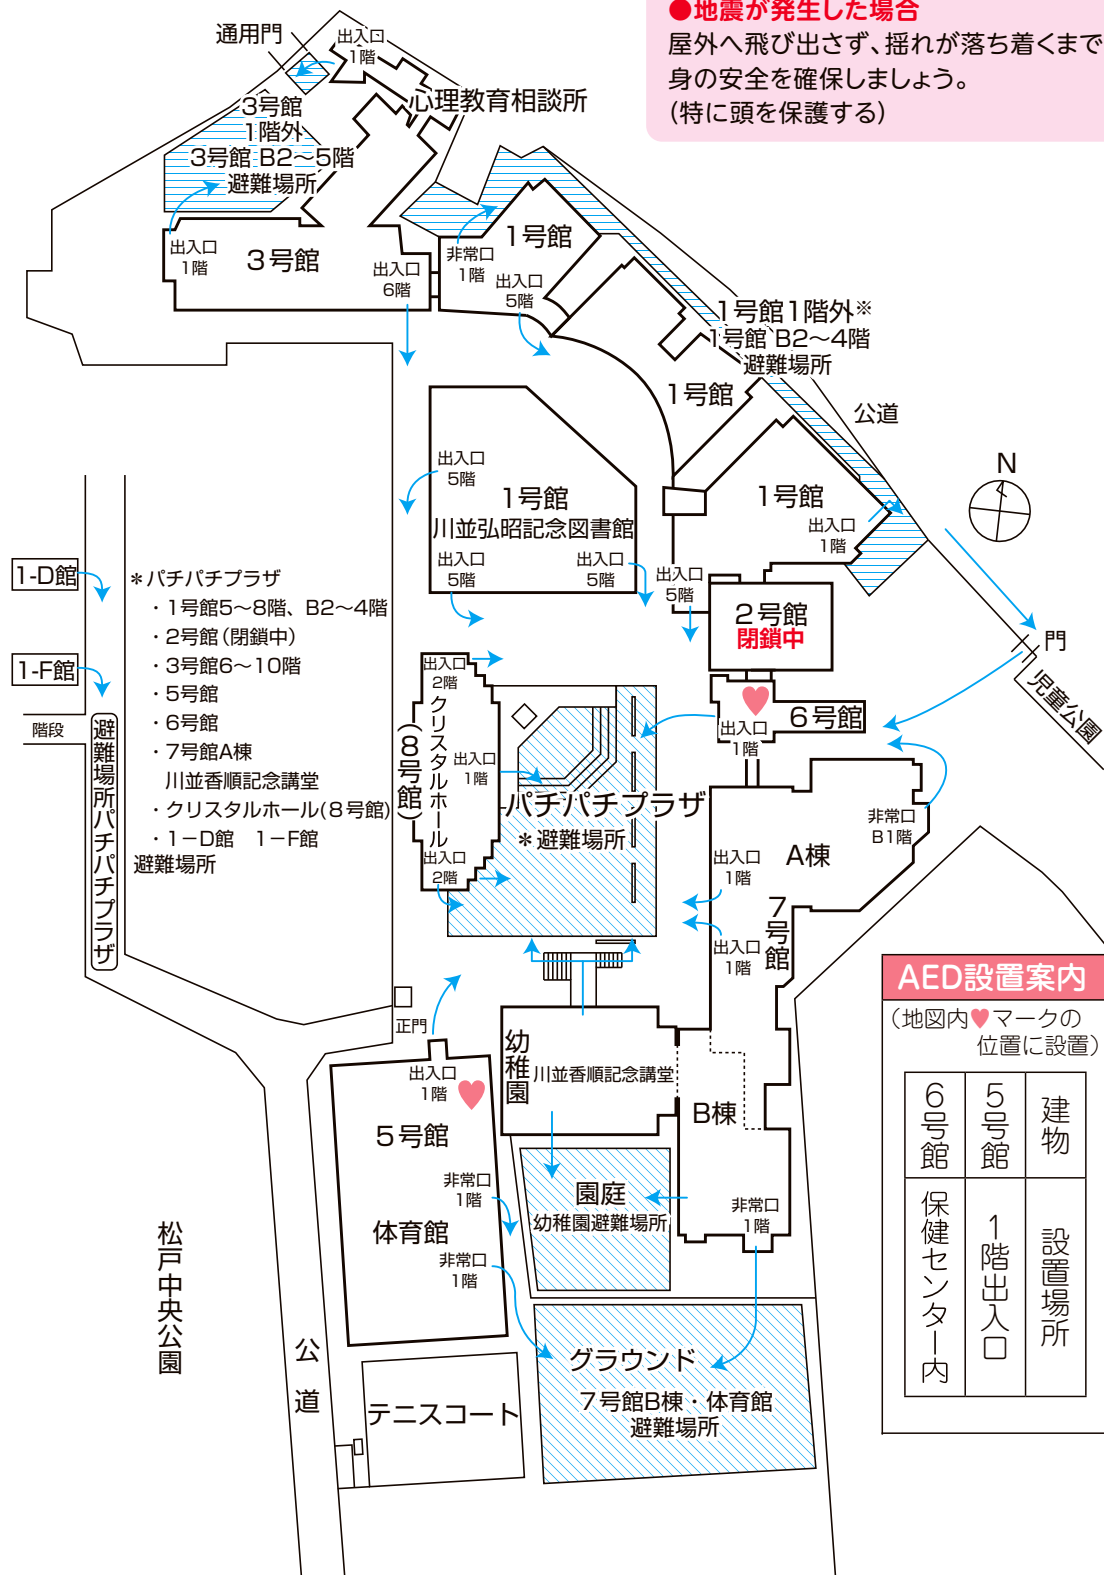 ●地震が発生した場合
屋外へ飛び出さず、揺れが落ち着くまで
身の安全を確保しましょう。
(特に頭を保護する)
通用門
出入口
1階
心理教育相談所
3号館
1階外
3号館 B2～5階
避難場所
出入口
1階
3号館
出入口
6階
非常口
1階
1号館
出入口
5階
1号館1階外※
1号館 B2～4階
避難場所
1号館
公道
出入口
5階
1号館
川並弘昭記念図書館
出入口
5階
出入口
5階
1号館
出入口
1階
出入口
5階
N
2号館
閉鎖中
門
児童公園
1-D館
1-F館
階段
避難場所パチパチプラザ
＊パチパチプラザ
・1号館5～8階、B2～4階
・2号館(閉鎖中)
・3号館6～10階
・5号館
・6号館
・7号館A棟
川並香順記念講堂
・クリスタルホール(8号館)
・1－D館　1－F館
避難場所
出入口
2階
クリスタルホール
(8号館)
出入口
1階
出入口
2階
パチパチプラザ
＊避難場所
6号館
出入口
1階
非常口
B1階
A棟
7号館
出入口
1階
出入口
1階
正門
幼稚園
川並香順記念講堂
B棟
出入口
1階
5号館
非常口
1階
体育館
非常口
1階
園庭
幼稚園避難場所
非常口
1階
グラウンド
7号館B棟・体育館
避難場所
テニスコート
松戸中央公園
公道
AED設置案内
(地図内♥マークの
位置に設置)
建物
設置場所
5号館
1階出入口
6号館
保健センター内